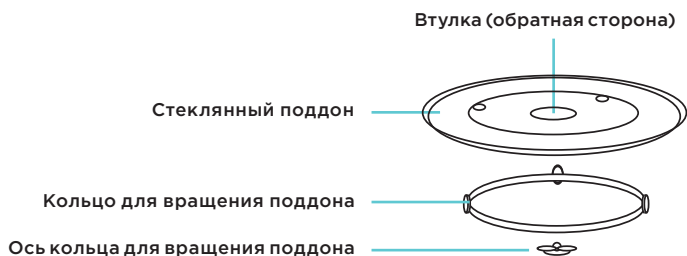 Втулка (обратная сторона)
Стеклянный поддон
Кольцо для вращения поддона
Ось кольца для вращения поддона